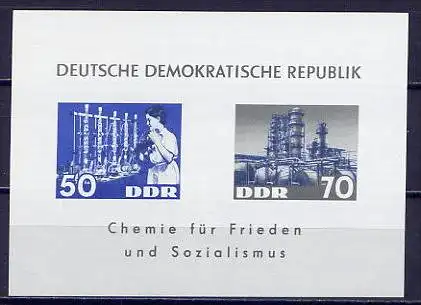 DEUTSCHE DEMOKRATISCHE REPUBLIK
50 DDR
DDR 70
Chemie für Frieden
und Sozialismus